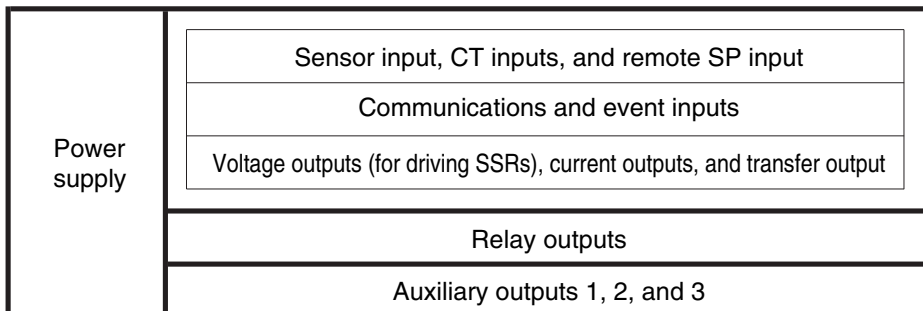 Power
supply
Sensor input, CT inputs, and remote SP input
Communications and event inputs
Voltage outputs (for driving SSRs), current outputs, and transfer output
Relay outputs
Auxiliary outputs 1, 2, and 3